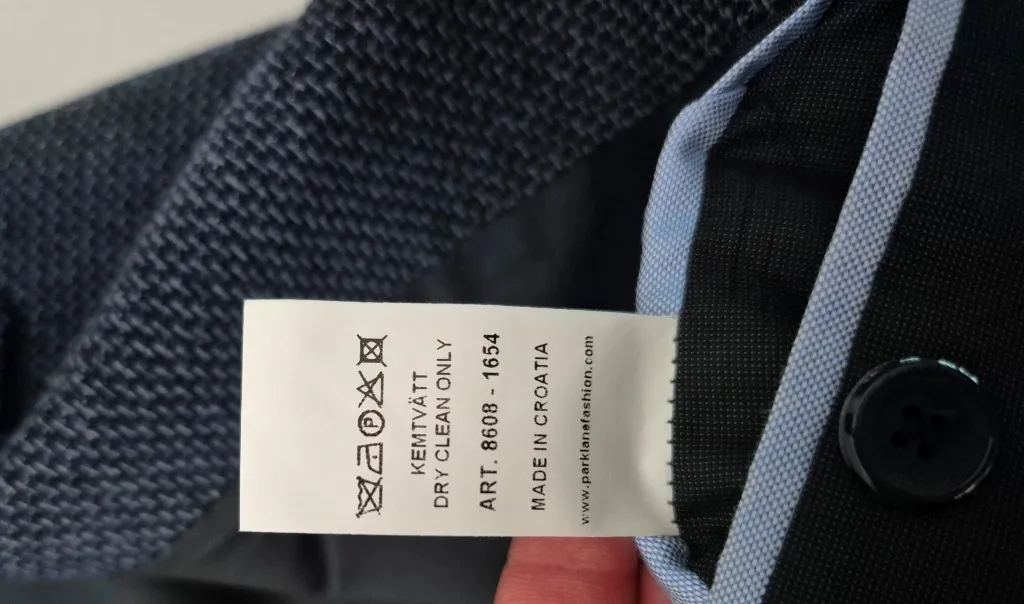 KEMTVÄTT
DRY CLEAN ONLY
ART. 8608 - 1654
MADE IN CROATIA
www.parklanefashion.com